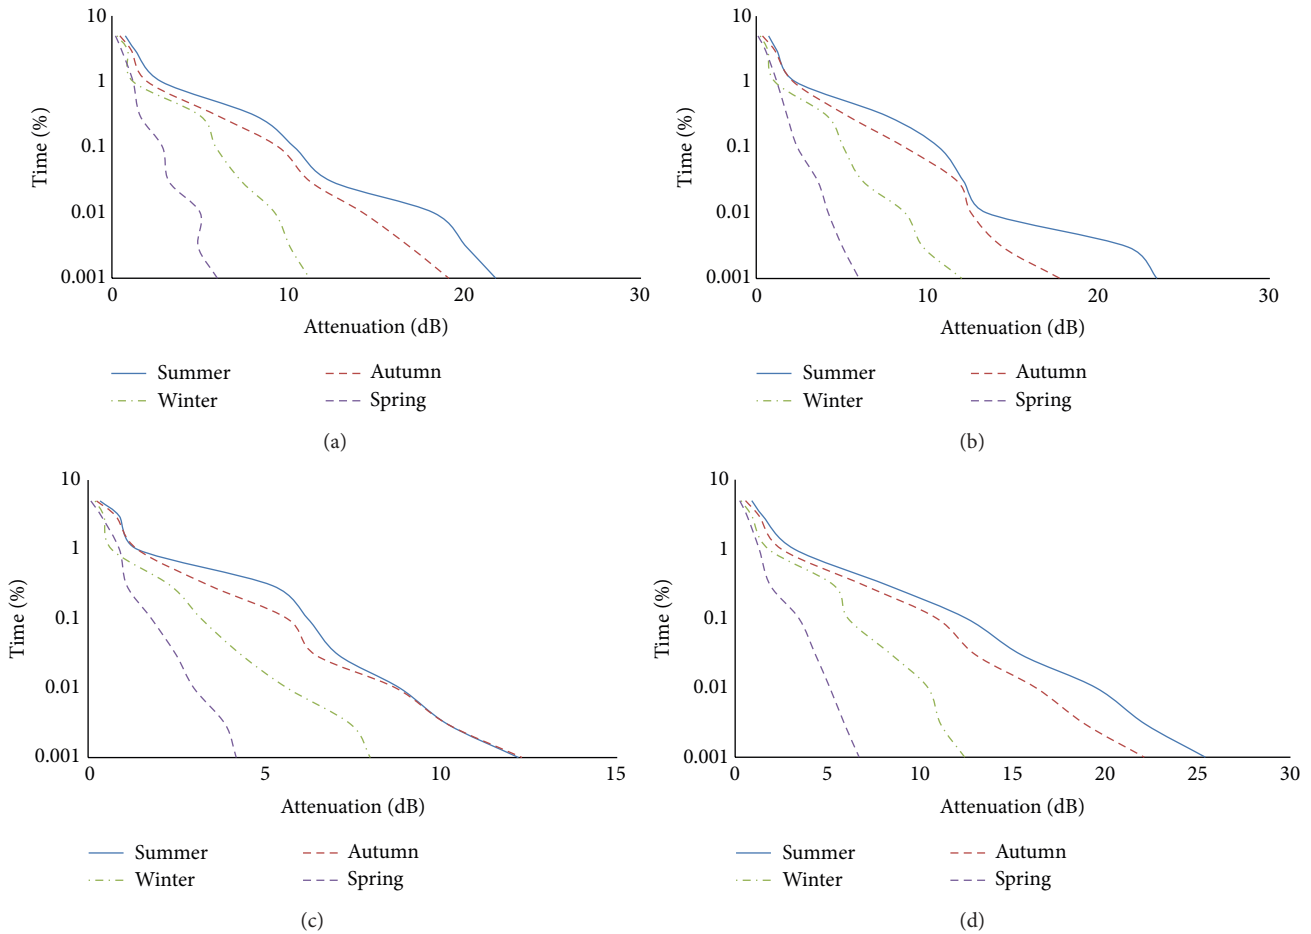 10
1
0.1
0.01
0.001
Time (%)
0 10 20 30
Attenuation (dB)
Summer Autumn
Winter Spring
(a)
10
1
0.1
0.01
0.001
Time (%)
0 10 20 30
Attenuation (dB)
Summer Autumn
Winter Spring
(b)
10
1
0.1
0.01
0.001
Time (%)
0 5 10 15
Attenuation (dB)
Summer Autumn
Winter Spring
(c)
10
1
0.1
0.01
0.001
Time (%)
0 5 10 15 20 25 30
Attenuation (dB)
Summer Autumn
Winter Spring
(d)